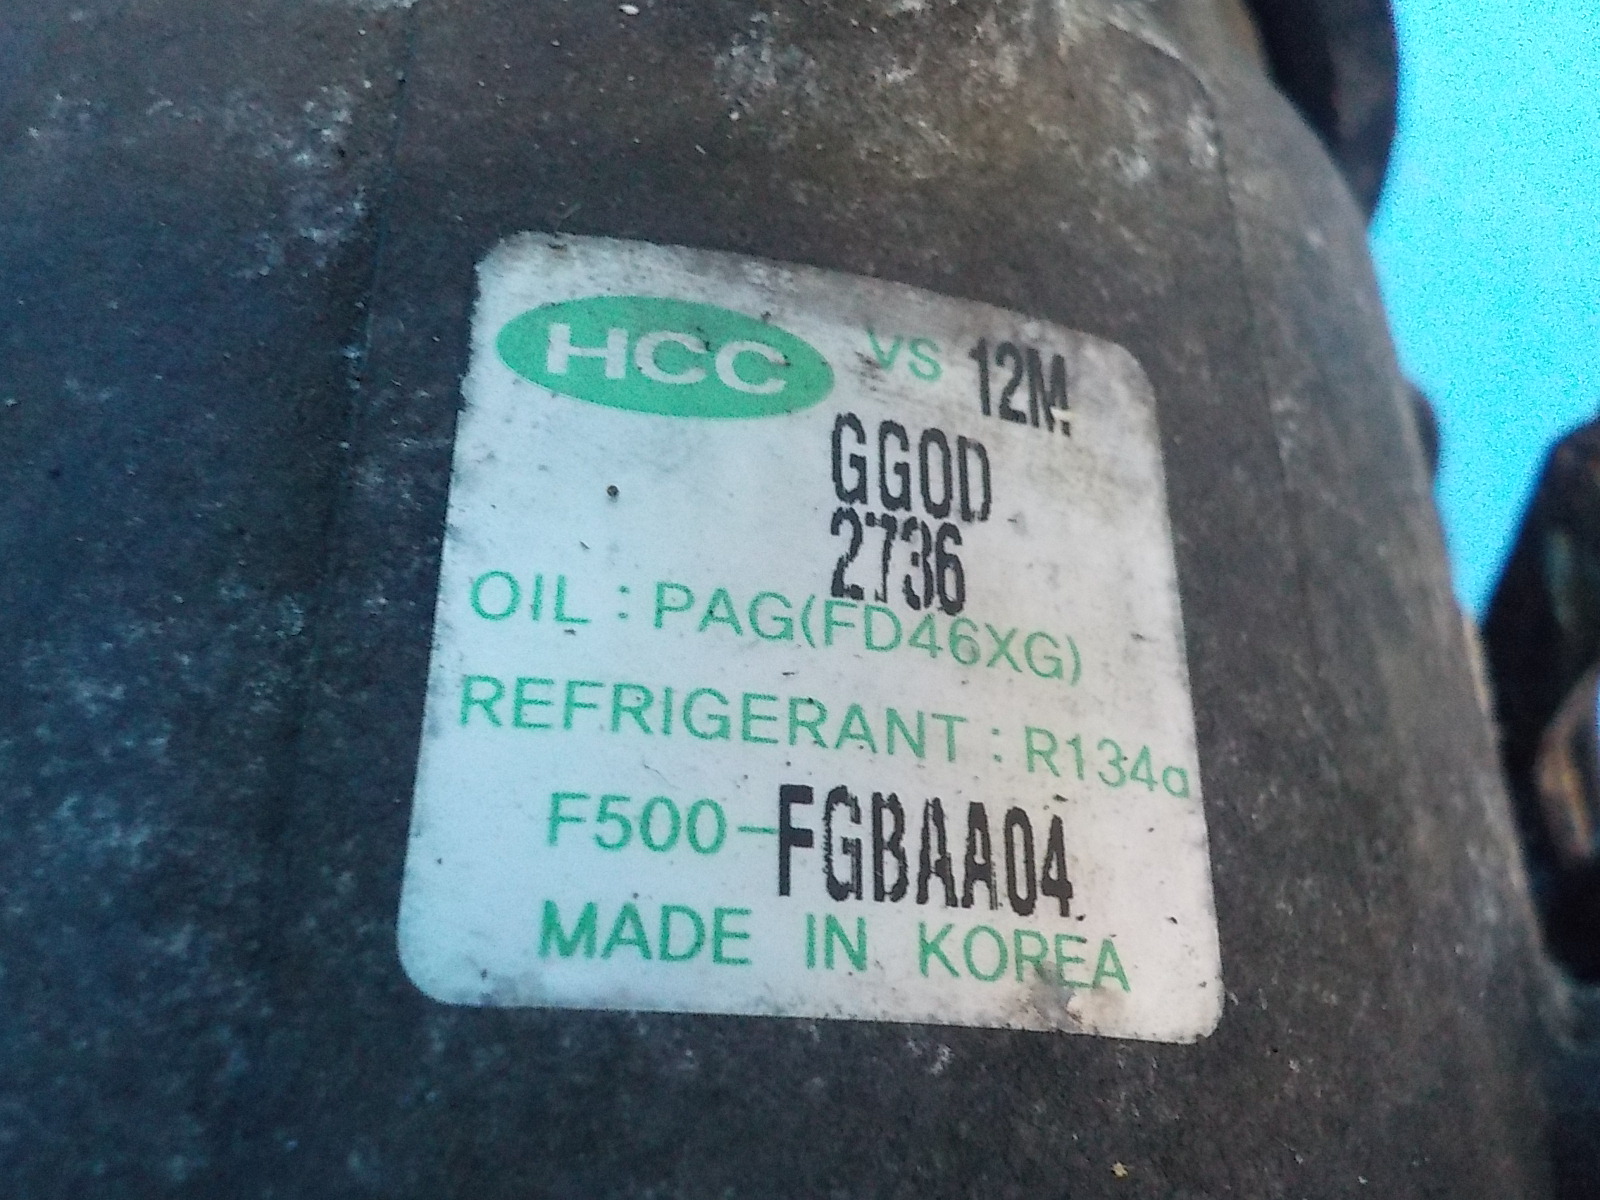 HCC VS 12M
GG0D
2736
OIL : PAG(FD46XG)
REFRIGERANT : R134a
F500-FGBAA04
MADE IN KOREA